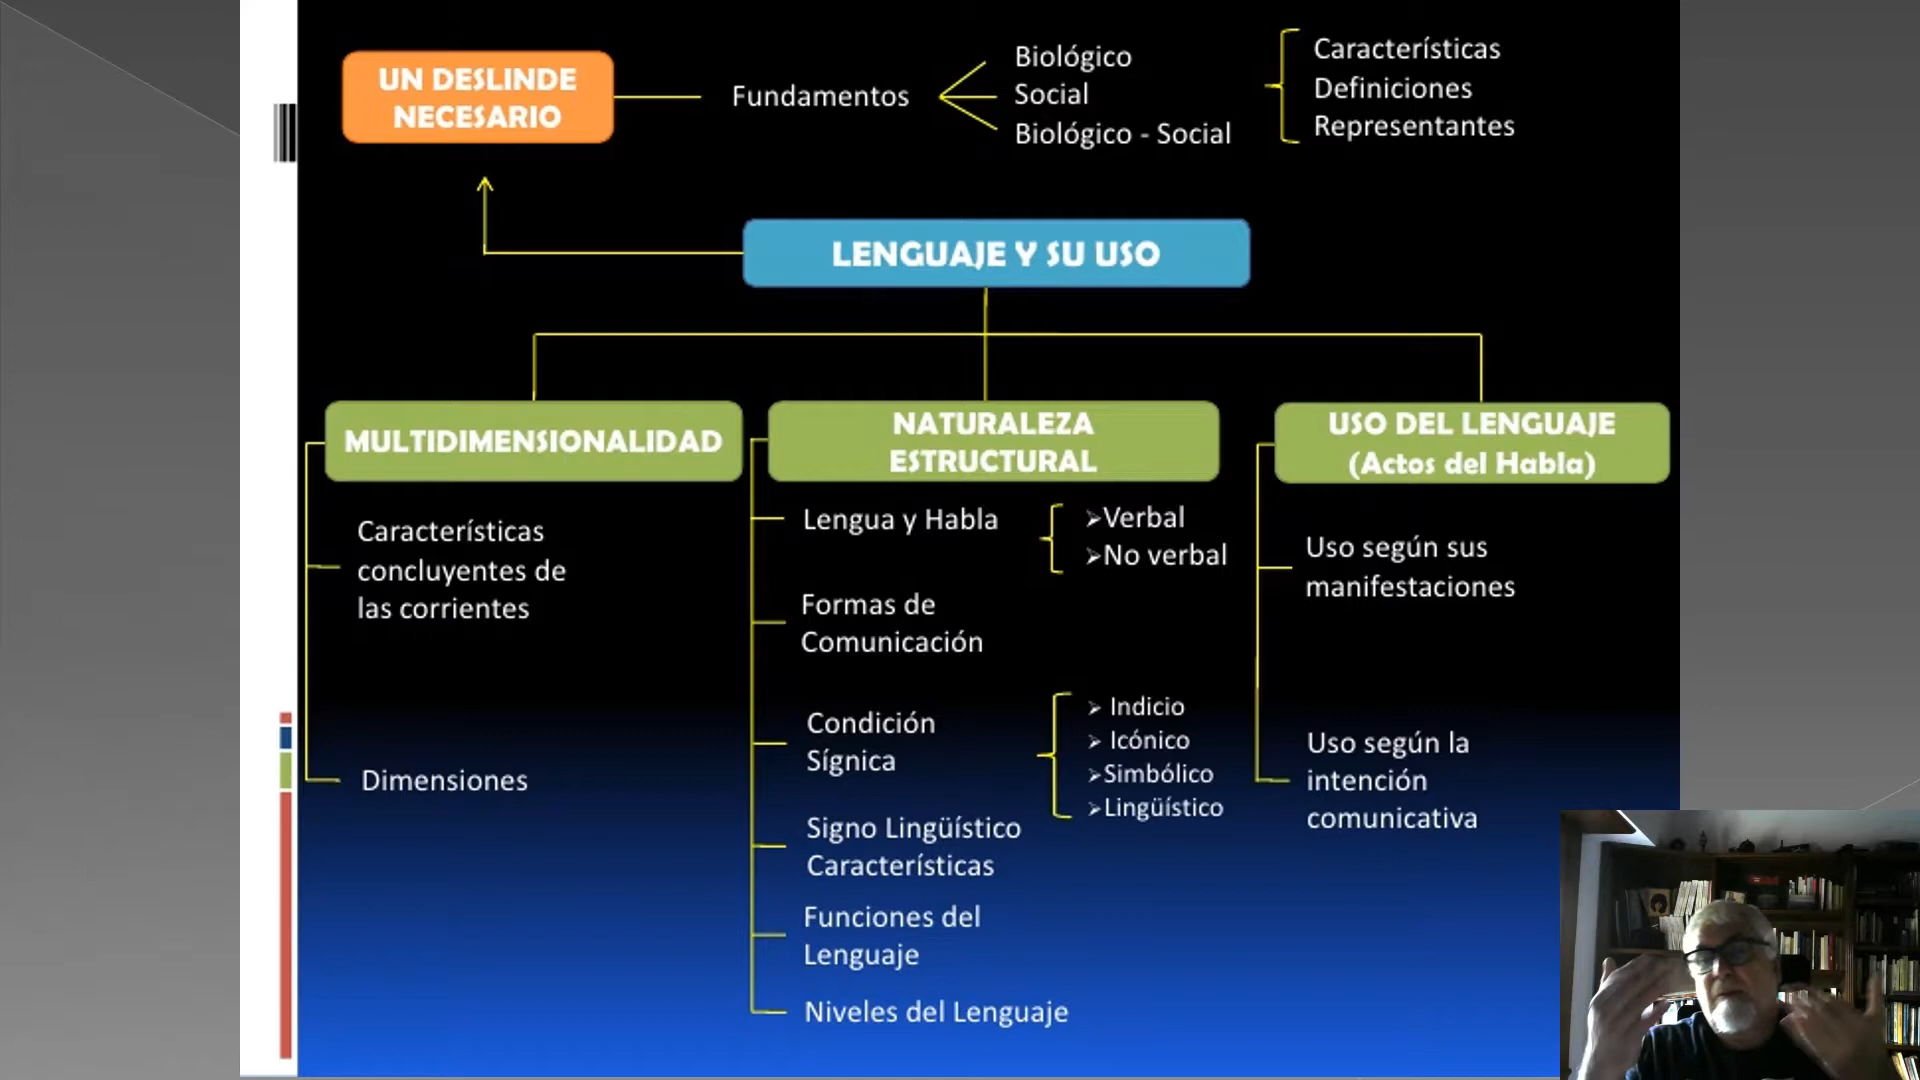 UN DESLINDE
NECESARIO
Fundamentos
Biológico
Social
Biológico - Social
Características
Definiciones
Representantes
LENGUAJE Y SU USO
MULTIDIMENSIONALIDAD
Características
concluyentes de
las corrientes
Dimensiones
NATURALEZA
ESTRUCTURAL
Lengua y Habla
➢Verbal
➢No verbal
Formas de
Comunicación
Condición
Sígnica
➢ Indicio
➢ Icónico
➢Simbólico
➢Lingüístico
Signo Lingüístico
Características
Funciones del
Lenguaje
Niveles del Lenguaje
USO DEL LENGUAJE
(Actos del Habla)
Uso según sus
manifestaciones
Uso según la
intención
comunicativa